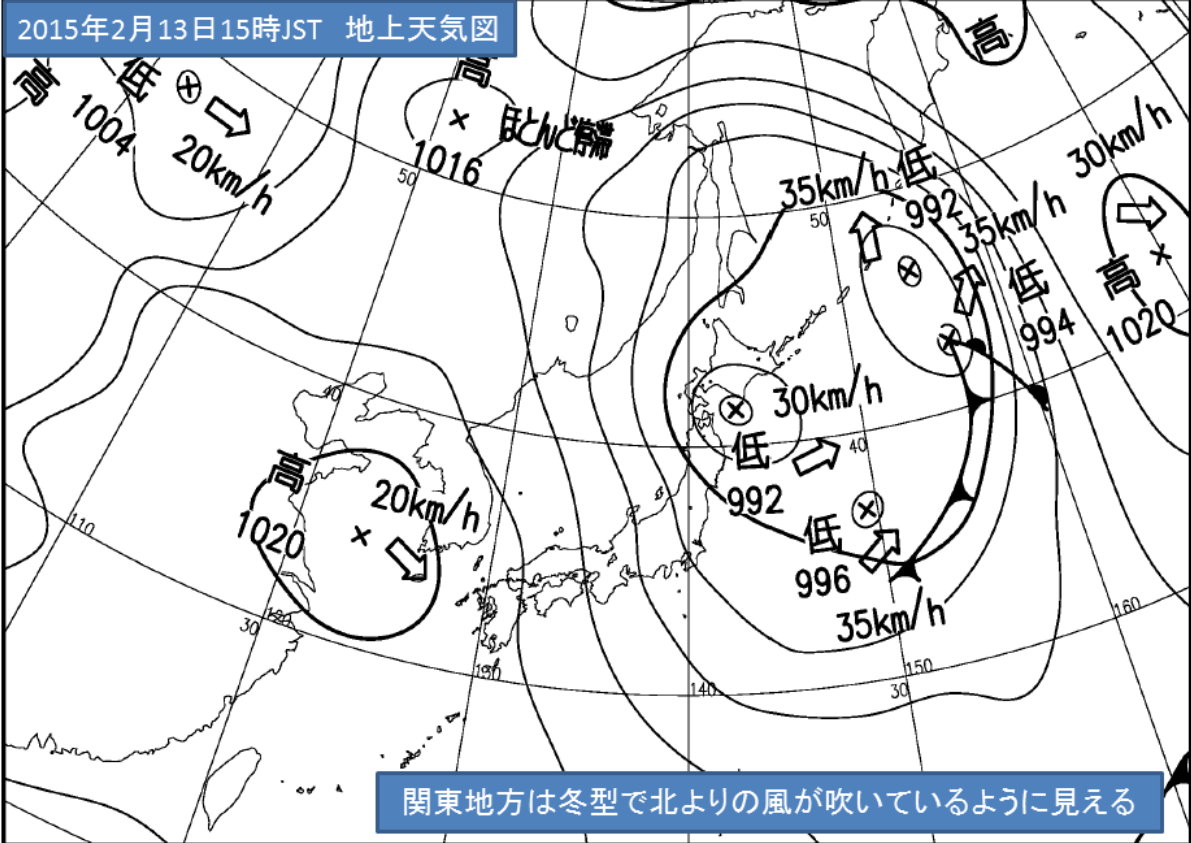 2015年2月13日15時JST 地上天気図
高
高
低
高
1004
20km/h
ほとんど停滞
1016
50
30km/h
35km/h
低
992
50
35km/h
低
994
高
1020
40
30km/h
低
40
992
高
20km/h
1020
110
低
996
35km/h
120
30
130
140
150
30
160
関東地方は冬型で北よりの風が吹いているように見える